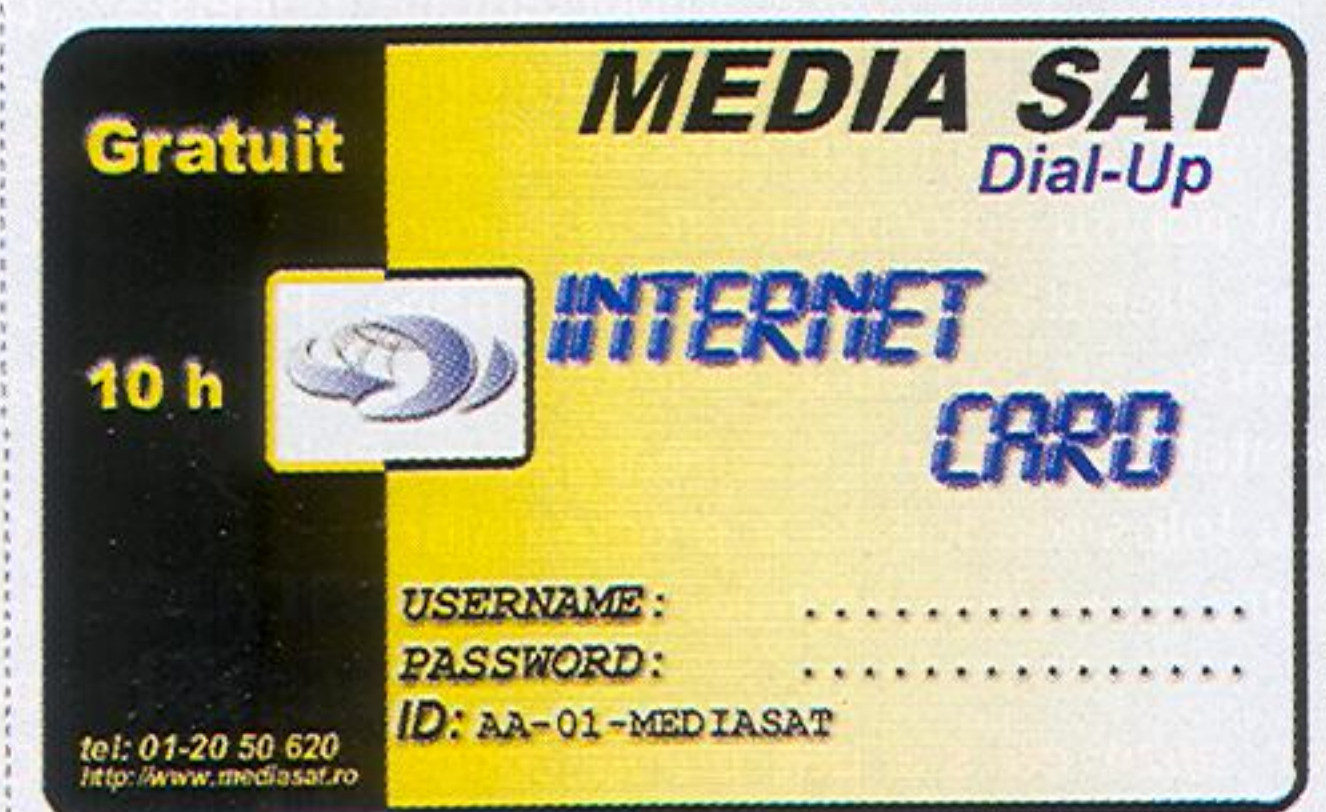 MEDIA SAT
Dial-Up
Gratuit
INTERNET
10 h
CARD
USERNAME: ...............
PASSWORD: ...............
ID: AA-01-MEDIASAT
tel: 01-20 50 620
http://www.mediasat.ro